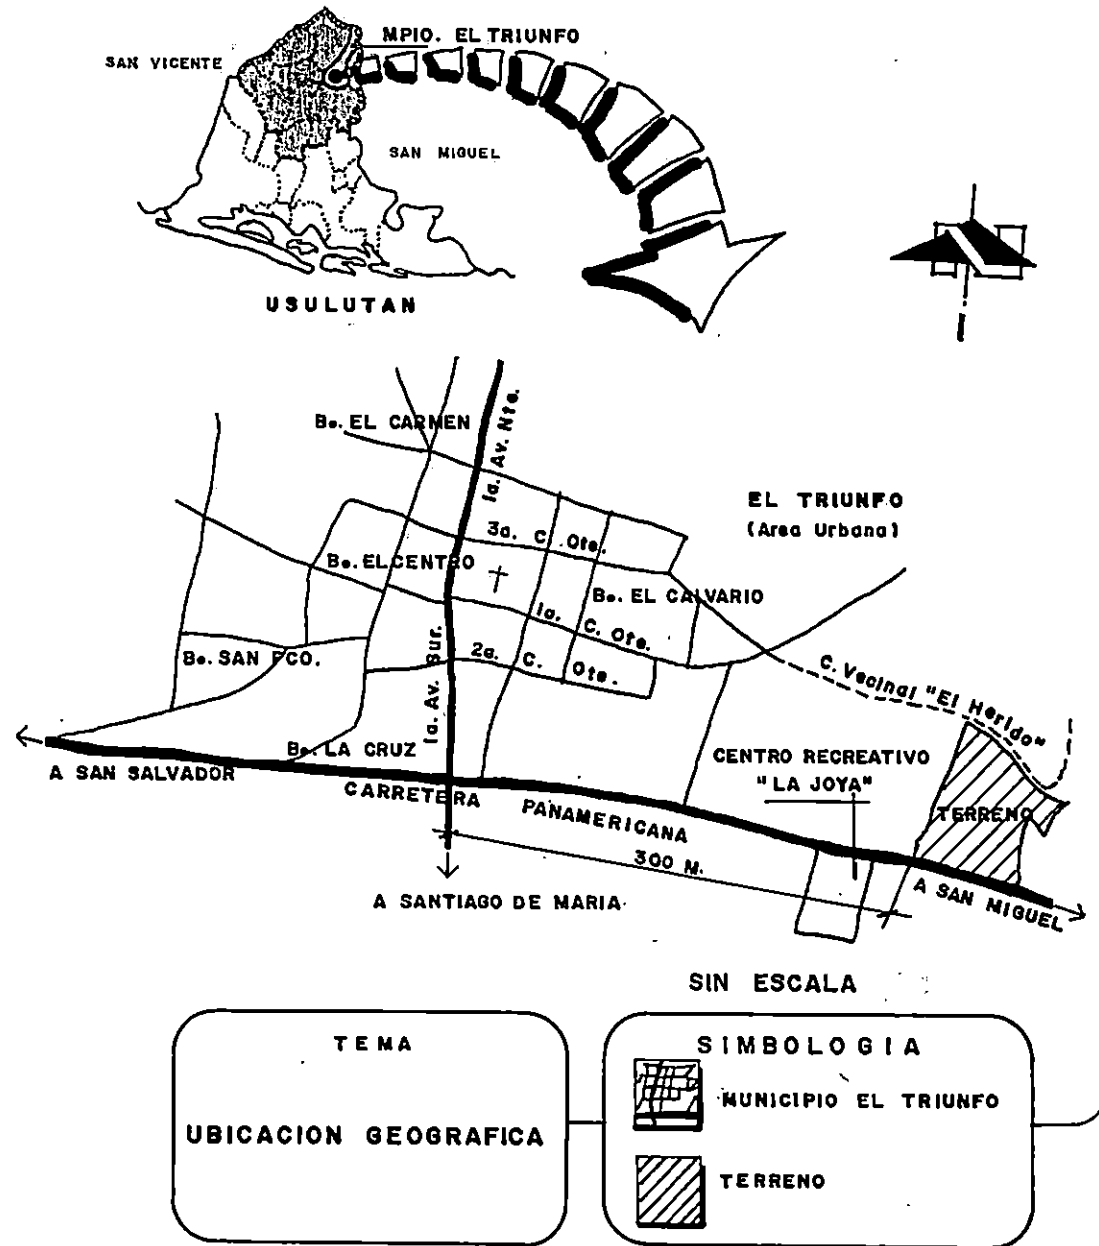 MPIO. EL TRIUNFO
SAN VICENTE
SAN MIGUEL
USULUTAN
Bo. EL CARMEN
1a. Av. Nte.
EL TRIUNFO
(Area Urbana)
3a. C. Ote.
Bo. EL CENTRO
Bo. EL CALVARIO
1a. C. Ote.
Bo. SAN FCO.
2a. C. Ote.
1a. Av. Sur.
C. Vecinal "El Herido"
Bo. LA CRUZ
CENTRO RECREATIVO
"LA JOYA"
A SAN SALVADOR
CARRETERA PANAMERICANA
TERRENO
300 M.
A SAN MIGUEL
A SANTIAGO DE MARIA
SIN ESCALA
TEMA
UBICACION GEOGRAFICA
SIMBOLOGIA
MUNICIPIO EL TRIUNFO
TERRENO